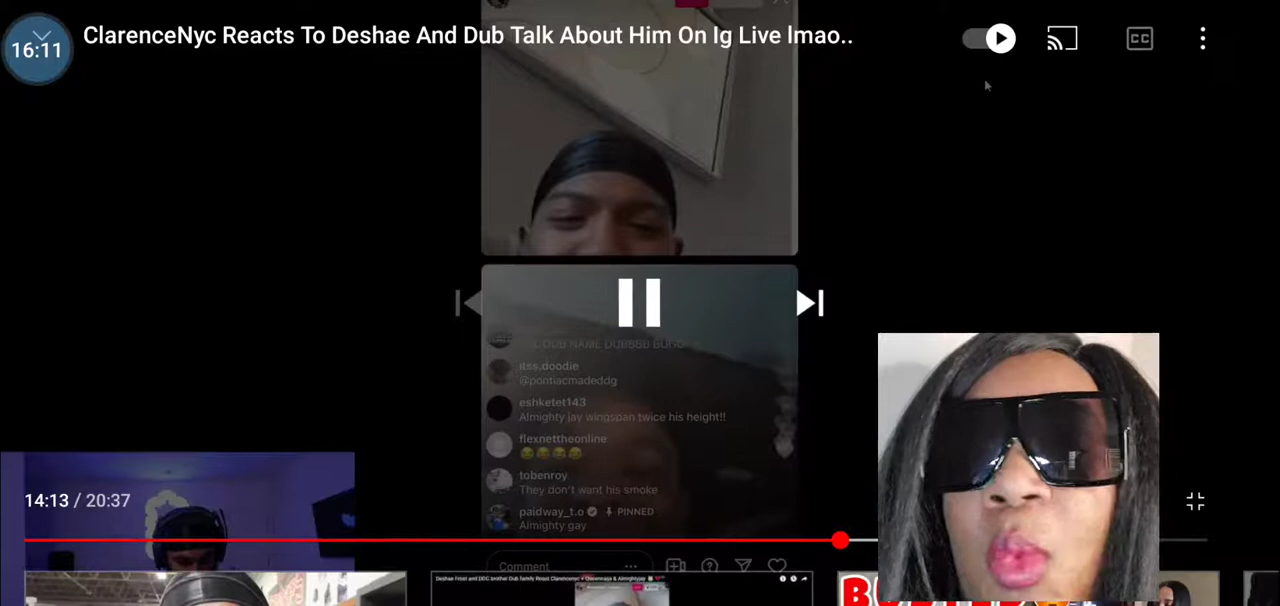 16:11
ClarenceNyc Reacts To Deshae And Dub Talk About Him On Ig Live lmao..
CC
itss.doodie
@pontiacmadeddg
eshketet143
Almighty jay wingspan twice his height!!
flexnettheonline
😂😂😂😂
tobenroy
They don't want his smoke
paidway_t.o PINNED
Almighty gay
14:13 / 20:37
Comment